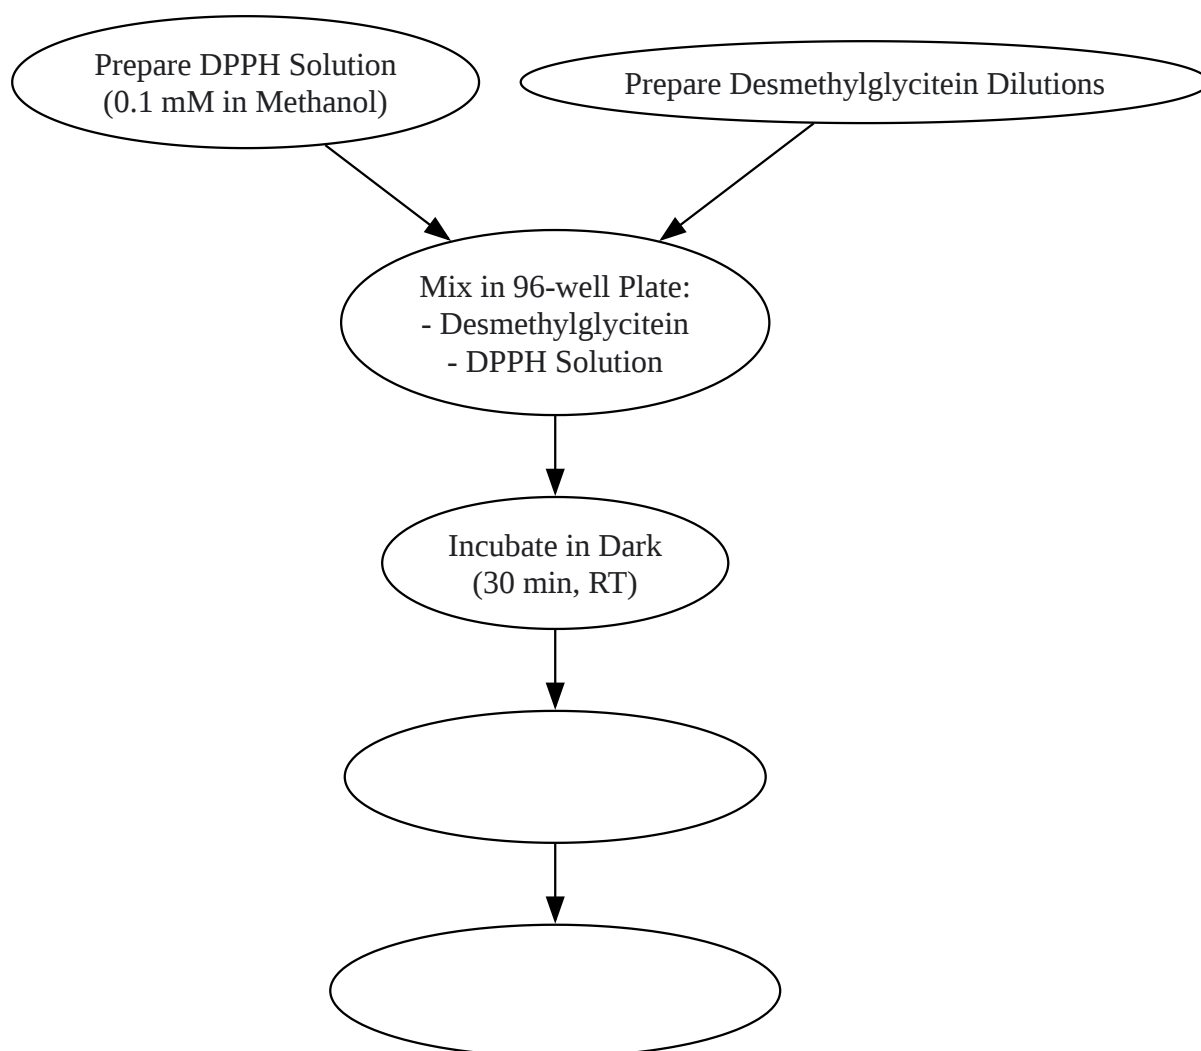 Prepare DPPH Solution
(0.1 mM in Methanol)
Prepare Desmethylglycitein Dilutions
Mix in 96-well Plate:
- Desmethylglycitein
- DPPH Solution
Incubate in Dark
(30 min, RT)